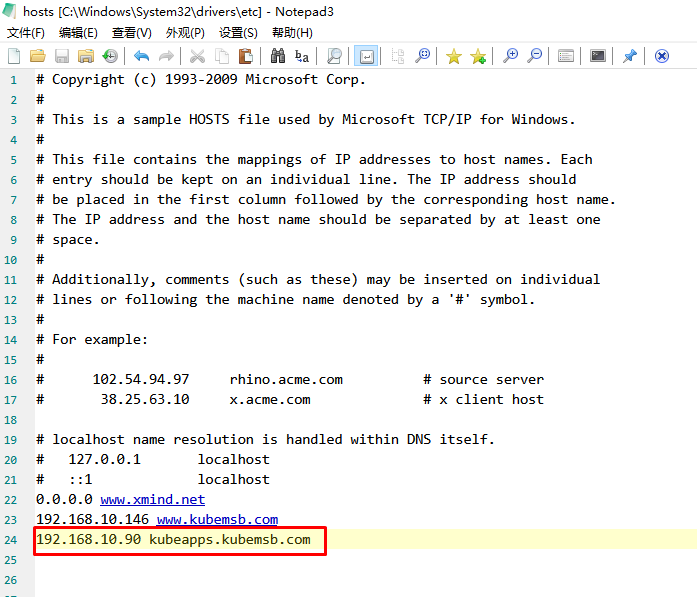 hosts [C:\Windows\System32\drivers\etc] - Notepad3
文件(F) 编辑(E) 查看(V) 外观(P) 设置(S) 帮助(H)
1 # Copyright (c) 1993-2009 Microsoft Corp.
2 #
3 # This is a sample HOSTS file used by Microsoft TCP/IP for Windows.
4 #
5 # This file contains the mappings of IP addresses to host names. Each
6 # entry should be kept on an individual line. The IP address should
7 # be placed in the first column followed by the corresponding host name.
8 # The IP address and the host name should be separated by at least one
9 # space.
10 #
11 # Additionally, comments (such as these) may be inserted on individual
12 # lines or following the machine name denoted by a '#' symbol.
13 #
14 # For example:
15 #
16 #      102.54.94.97     rhino.acme.com          # source server
17 #       38.25.63.10     x.acme.com              # x client host
18
19 # localhost name resolution is handled within DNS itself.
20 #   127.0.0.1       localhost
21 #   ::1             localhost
22 0.0.0.0 www.xmind.net
23 192.168.10.146 www.kubemsb.com
24 192.168.10.90 kubeapps.kubemsb.com
25
26